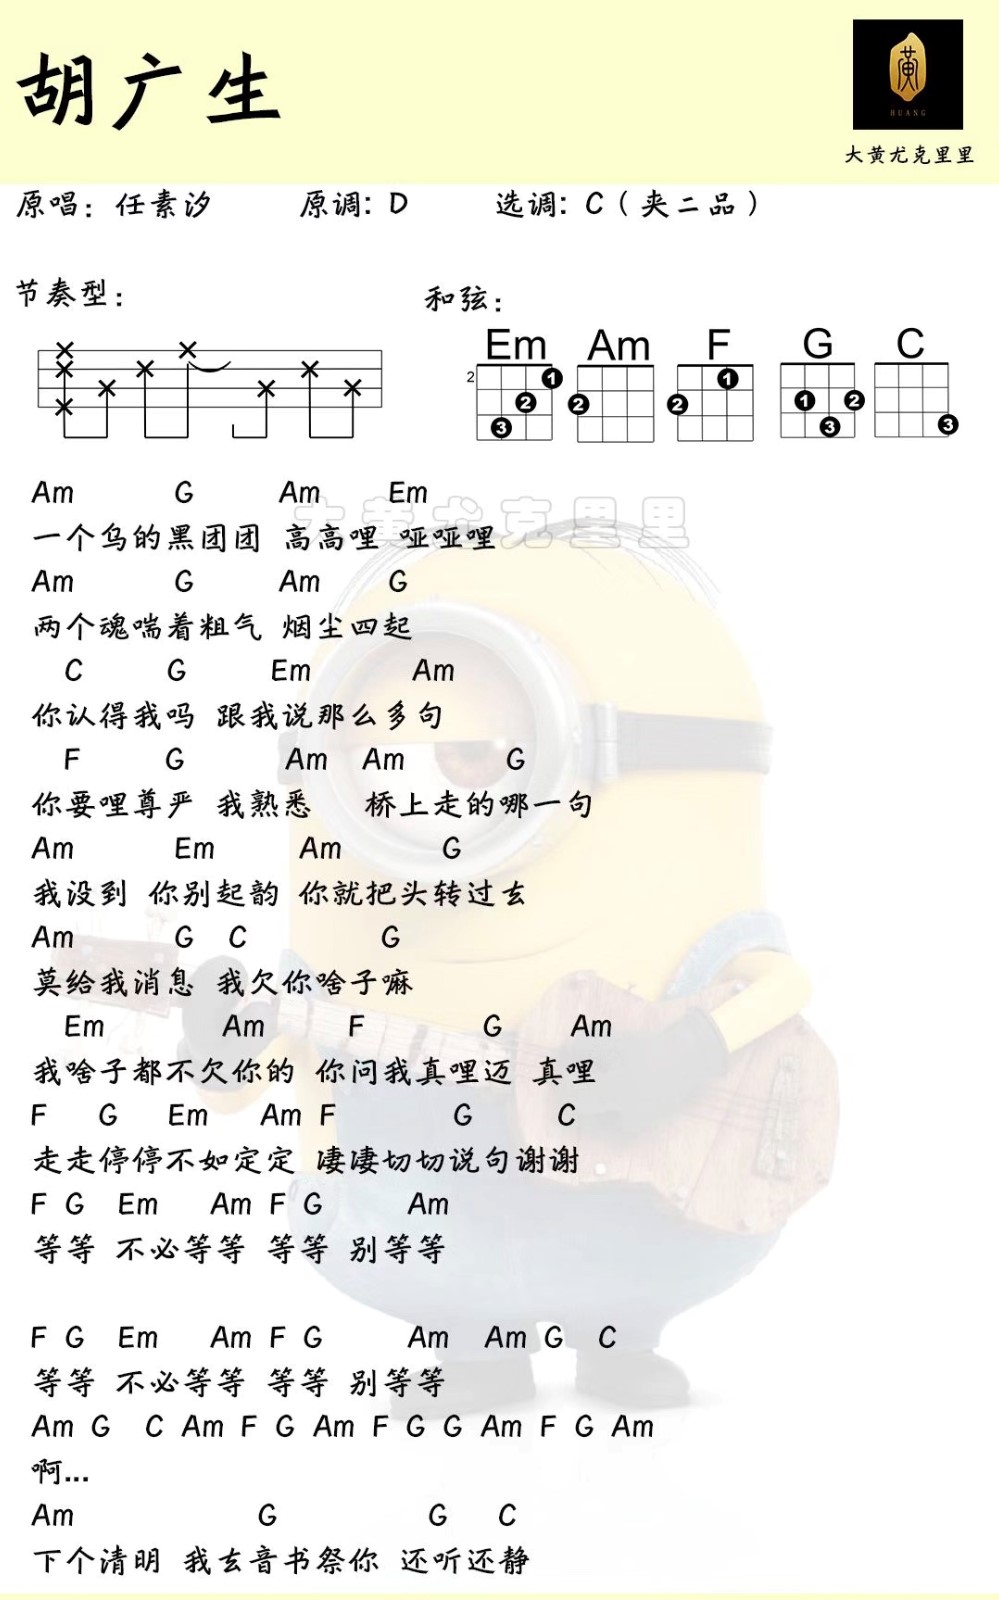 胡广生
黄
HUANG
大黄尤克里里
原唱：任素汐 原调：D 选调：C（夹二品）
节奏型： 和弦：
Em Am F G C
2 1 2 3 2 2 1 1 2 3 3
大黄尤克里里
Am G Am Em
一个乌的黑团团 高高哩 哑哑哩
Am G Am G
两个魂喘着粗气 烟尘四起
C G Em Am
你认得我吗 跟我说那么多句
F G Am Am G
你要哩尊严 我熟悉 桥上走的哪一句
Am Em Am G
我没到 你别起韵 你就把头转过玄
Am G C G
莫给我消息 我欠你啥子嘛
Em Am F G Am
我啥子都不欠你的 你问我真哩迈 真哩
F G Em Am F G C
走走停停不如定定 凄凄切切说句谢谢
F G Em Am F G Am
等等 不必等等 等等 别等等
F G Em Am F G Am Am G C
等等 不必等等 等等 别等等
Am G C Am F G Am F G G Am F G Am
啊...
Am G G C
下个清明 我玄音书祭你 还听还静